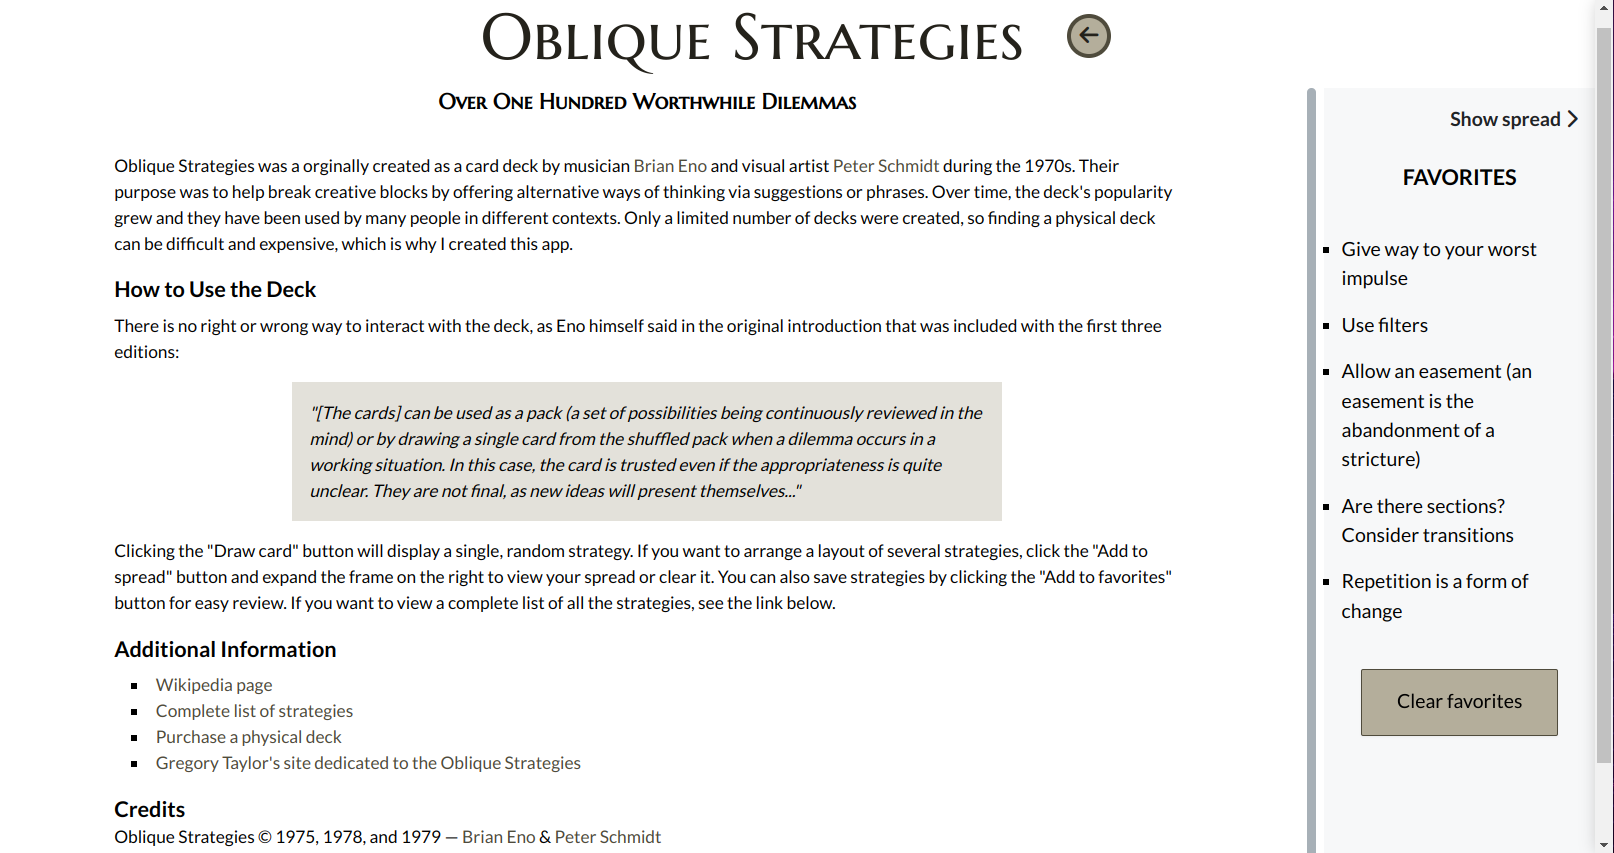 Oblique Strategies
Over One Hundred Worthwhile Dilemmas
Oblique Strategies was a orginally created as a card deck by musician Brian Eno and visual artist Peter Schmidt during the 1970s. Their
purpose was to help break creative blocks by offering alternative ways of thinking via suggestions or phrases. Over time, the deck's popularity
grew and they have been used by many people in different contexts. Only a limited number of decks were created, so finding a physical deck
can be difficult and expensive, which is why I created this app.
How to Use the Deck
There is no right or wrong way to interact with the deck, as Eno himself said in the original introduction that was included with the first three
editions:
"[The cards] can be used as a pack (a set of possibilities being continuously reviewed in the
mind) or by drawing a single card from the shuffled pack when a dilemma occurs in a
working situation. In this case, the card is trusted even if the appropriateness is quite
unclear. They are not final, as new ideas will present themselves..."
Clicking the "Draw card" button will display a single, random strategy. If you want to arrange a layout of several strategies, click the "Add to
spread" button and expand the frame on the right to view your spread or clear it. You can also save strategies by clicking the "Add to favorites"
button for easy review. If you want to view a complete list of all the strategies, see the link below.
Additional Information
Wikipedia page
Complete list of strategies
Purchase a physical deck
Gregory Taylor's site dedicated to the Oblique Strategies
Credits
Oblique Strategies © 1975, 1978, and 1979 — Brian Eno & Peter Schmidt
Show spread
FAVORITES
Give way to your worst
impulse
Use filters
Allow an easement (an
easement is the
abandonment of a
stricture)
Are there sections?
Consider transitions
Repetition is a form of
change
Clear favorites